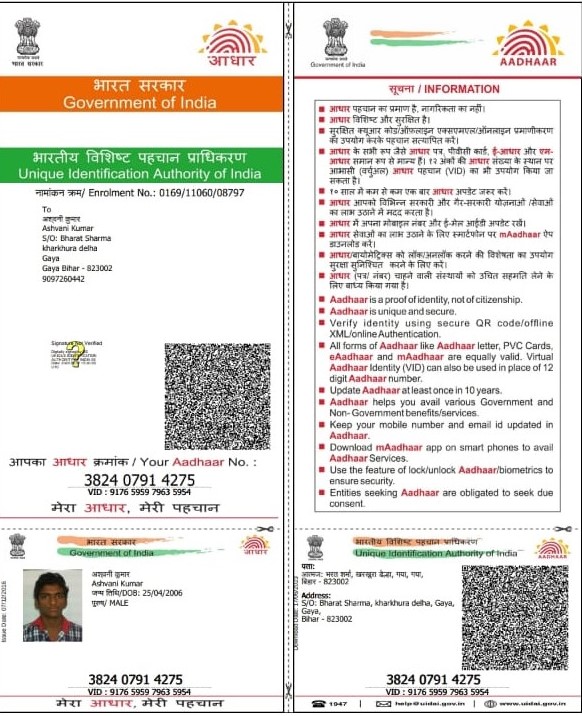 भारत सरकार
आधार
भारत सरकार
Government of India
भारतीय विशिष्ट पहचान प्राधिकरण
Unique Identification Authority of India
नामांकन क्रम/ Enrolment No.: 0169/11060/08797
To
अश्वनी कुमार
Ashvani Kumar
S/O: Bharat Sharma
kharkhura delha
Gaya
Gaya Bihar - 823002
9097260442
Signature Not Verified
आपका आधार क्रमांक / Your Aadhaar No. :
3824 0791 4275
VID : 9176 5959 7963 5954
मेरा आधार, मेरी पहचान
भारत सरकार
Government of India
आधार
Issue Date: 07/12/2016
अश्वनी कुमार
Ashvani Kumar
जन्म तिथि/DOB: 25/04/2006
पुरुष/ MALE
3824 0791 4275
VID : 9176 5959 7963 5954
मेरा आधार, मेरी पहचान
Government of India
AADHAAR
सूचना / INFORMATION
आधार पहचान का प्रमाण है, नागरिकता का नहीं।
आधार विशिष्ट और सुरक्षित है।
सुरक्षित क्यूआर कोड/ऑफ़लाइन एक्सएमएल/ऑनलाइन प्रमाणीकरण
का उपयोग करके पहचान सत्यापित करें।
आधार के सभी रूप जैसे आधार पत्र, पीवीसी कार्ड, ई-आधार और एम-
आधार समान रूप से मान्य हैं। १२ अंकों की आधार संख्या के स्थान पर
आभासी (वर्चुअल) आधार पहचान (VID) का भी उपयोग किया जा
सकता है।
१० साल में कम से कम एक बार आधार अपडेट जरूर करें।
आधार आपको विभिन्न सरकारी और गैर-सरकारी योजनाओं /सेवाओं
का लाभ उठाने में मदद करता है।
आधार में अपना मोबाइल नंबर और ई-मेल आईडी अपडेट रखें।
आधार सेवाओं का लाभ उठाने के लिए स्मार्टफोन पर mAadhaar ऐप
डाउनलोड करें।
आधार/बायोमेट्रिक्स को लॉक/अनलॉक करने की विशेषता का उपयोग
सुरक्षा सुनिश्चित करने के लिए करें।
आधार (पत्र/ नंबर) चाहने वाली संस्थाओं को उचित सहमति लेने के
लिए बाध्य किया गया है।
Aadhaar is a proof of identity, not of citizenship.
Aadhaar is unique and secure.
Verify identity using secure QR code/offline
XML/online Authentication.
All forms of Aadhaar like Aadhaar letter, PVC Cards,
eAadhaar and mAadhaar are equally valid. Virtual
Aadhaar Identity (VID) can also be used in place of 12
digit Aadhaar number.
Update Aadhaar at least once in 10 years.
Aadhaar helps you avail various Government and
Non- Government benefits/services.
Keep your mobile number and email id updated in
Aadhaar.
Download mAadhaar app on smart phones to avail
Aadhaar Services.
Use the feature of lock/unlock Aadhaar/biometrics to
ensure security.
Entities seeking Aadhaar are obligated to seek due
consent.
भारतीय विशिष्ट पहचान प्राधिकरण
Unique Identification Authority of India
AADHAAR
पता:
आत्मज: भरत शर्मा, खरखुरा डेल्हा, गया, गया,
बिहार - 823002
Address:
S/O: Bharat Sharma, kharkhura delha, Gaya,
Gaya,
Bihar - 823002
3824 0791 4275
VID : 9176 5959 7963 5954
1947
help@uidai.gov.in
www.uidai.gov.in